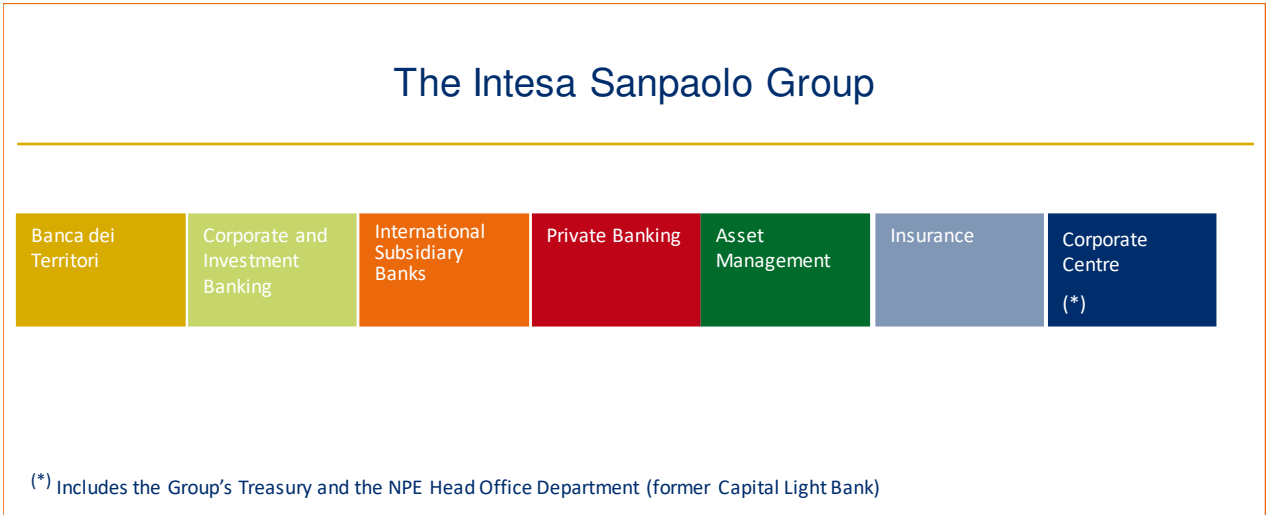 The Intesa Sanpaolo Group
Banca dei
Territori
Corporate and
Investment
Banking
International
Subsidiary
Banks
Private Banking
Asset
Management
Insurance
Corporate
Centre
(*)
(*) Includes the Group’s Treasury and the NPE Head Office Department (former Capital Light Bank)